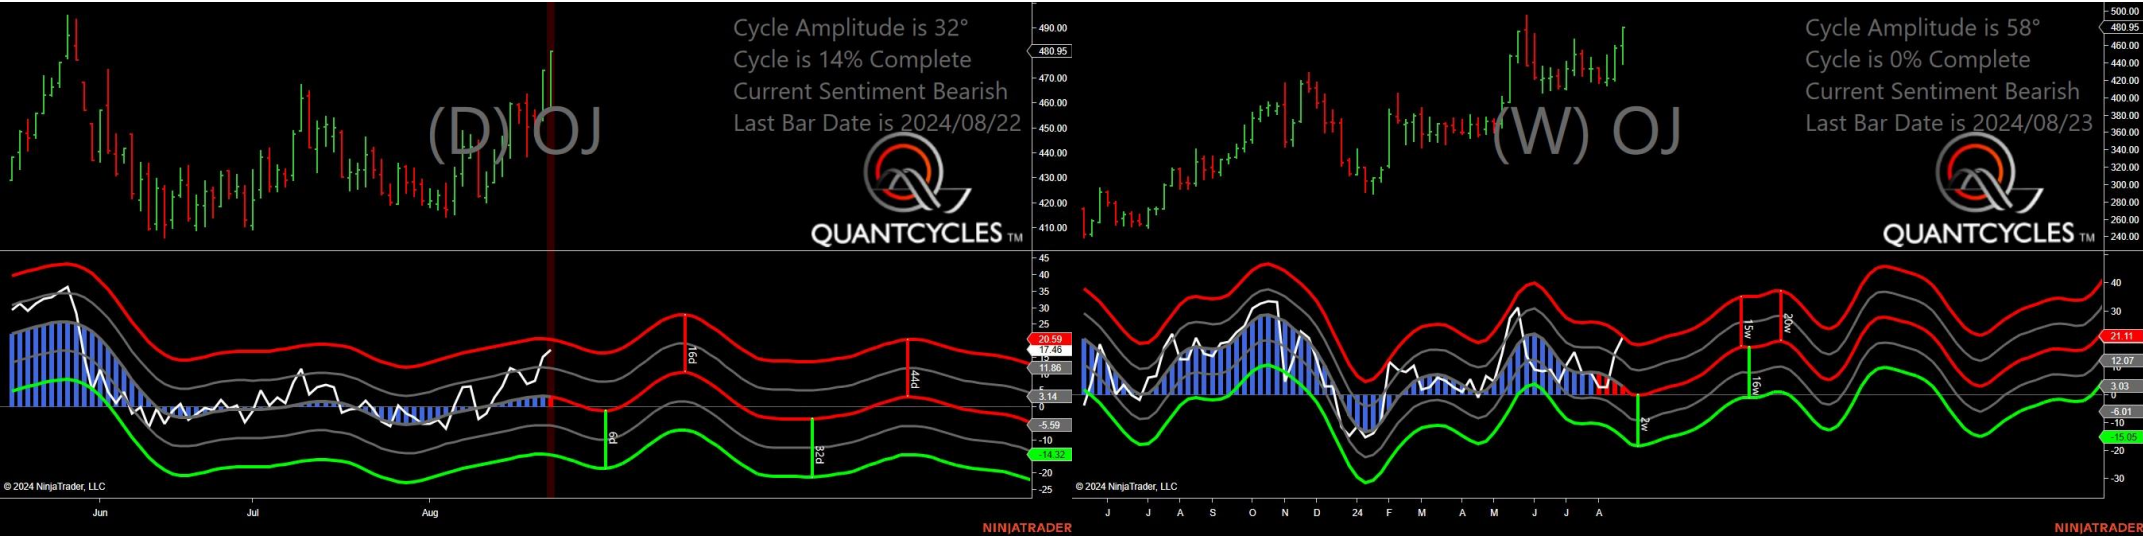 Cycle Amplitude is 32°
Cycle is 14% Complete
Current Sentiment Bearish
Last Bar Date is 2024/08/22
(D) OJ
QUANTCYCLES TM
490.00
480.95
470.00
460.00
450.00
440.00
430.00
420.00
410.00
45
40
35
30
25
20.59
17.46
15
11.86
10
5
3.14
0
-5.59
-10
-14.32
-20
-25
16d
44d
6d
32d
© 2024 NinjaTrader, LLC
Jun Jul Aug
NINJATRADER
Cycle Amplitude is 58°
Cycle is 0% Complete
Current Sentiment Bearish
Last Bar Date is 2024/08/23
(W) OJ
QUANTCYCLES TM
500.00
480.95
460.00
440.00
420.00
400.00
380.00
360.00
340.00
320.00
300.00
280.00
260.00
240.00
40
30
21.11
12.07
10
3.03
0
-6.01
-10
-15.05
-30
15w
20w
16w
2w
© 2024 NinjaTrader, LLC
J J A S O N D 24 F M A M J J A
NINJATRADER